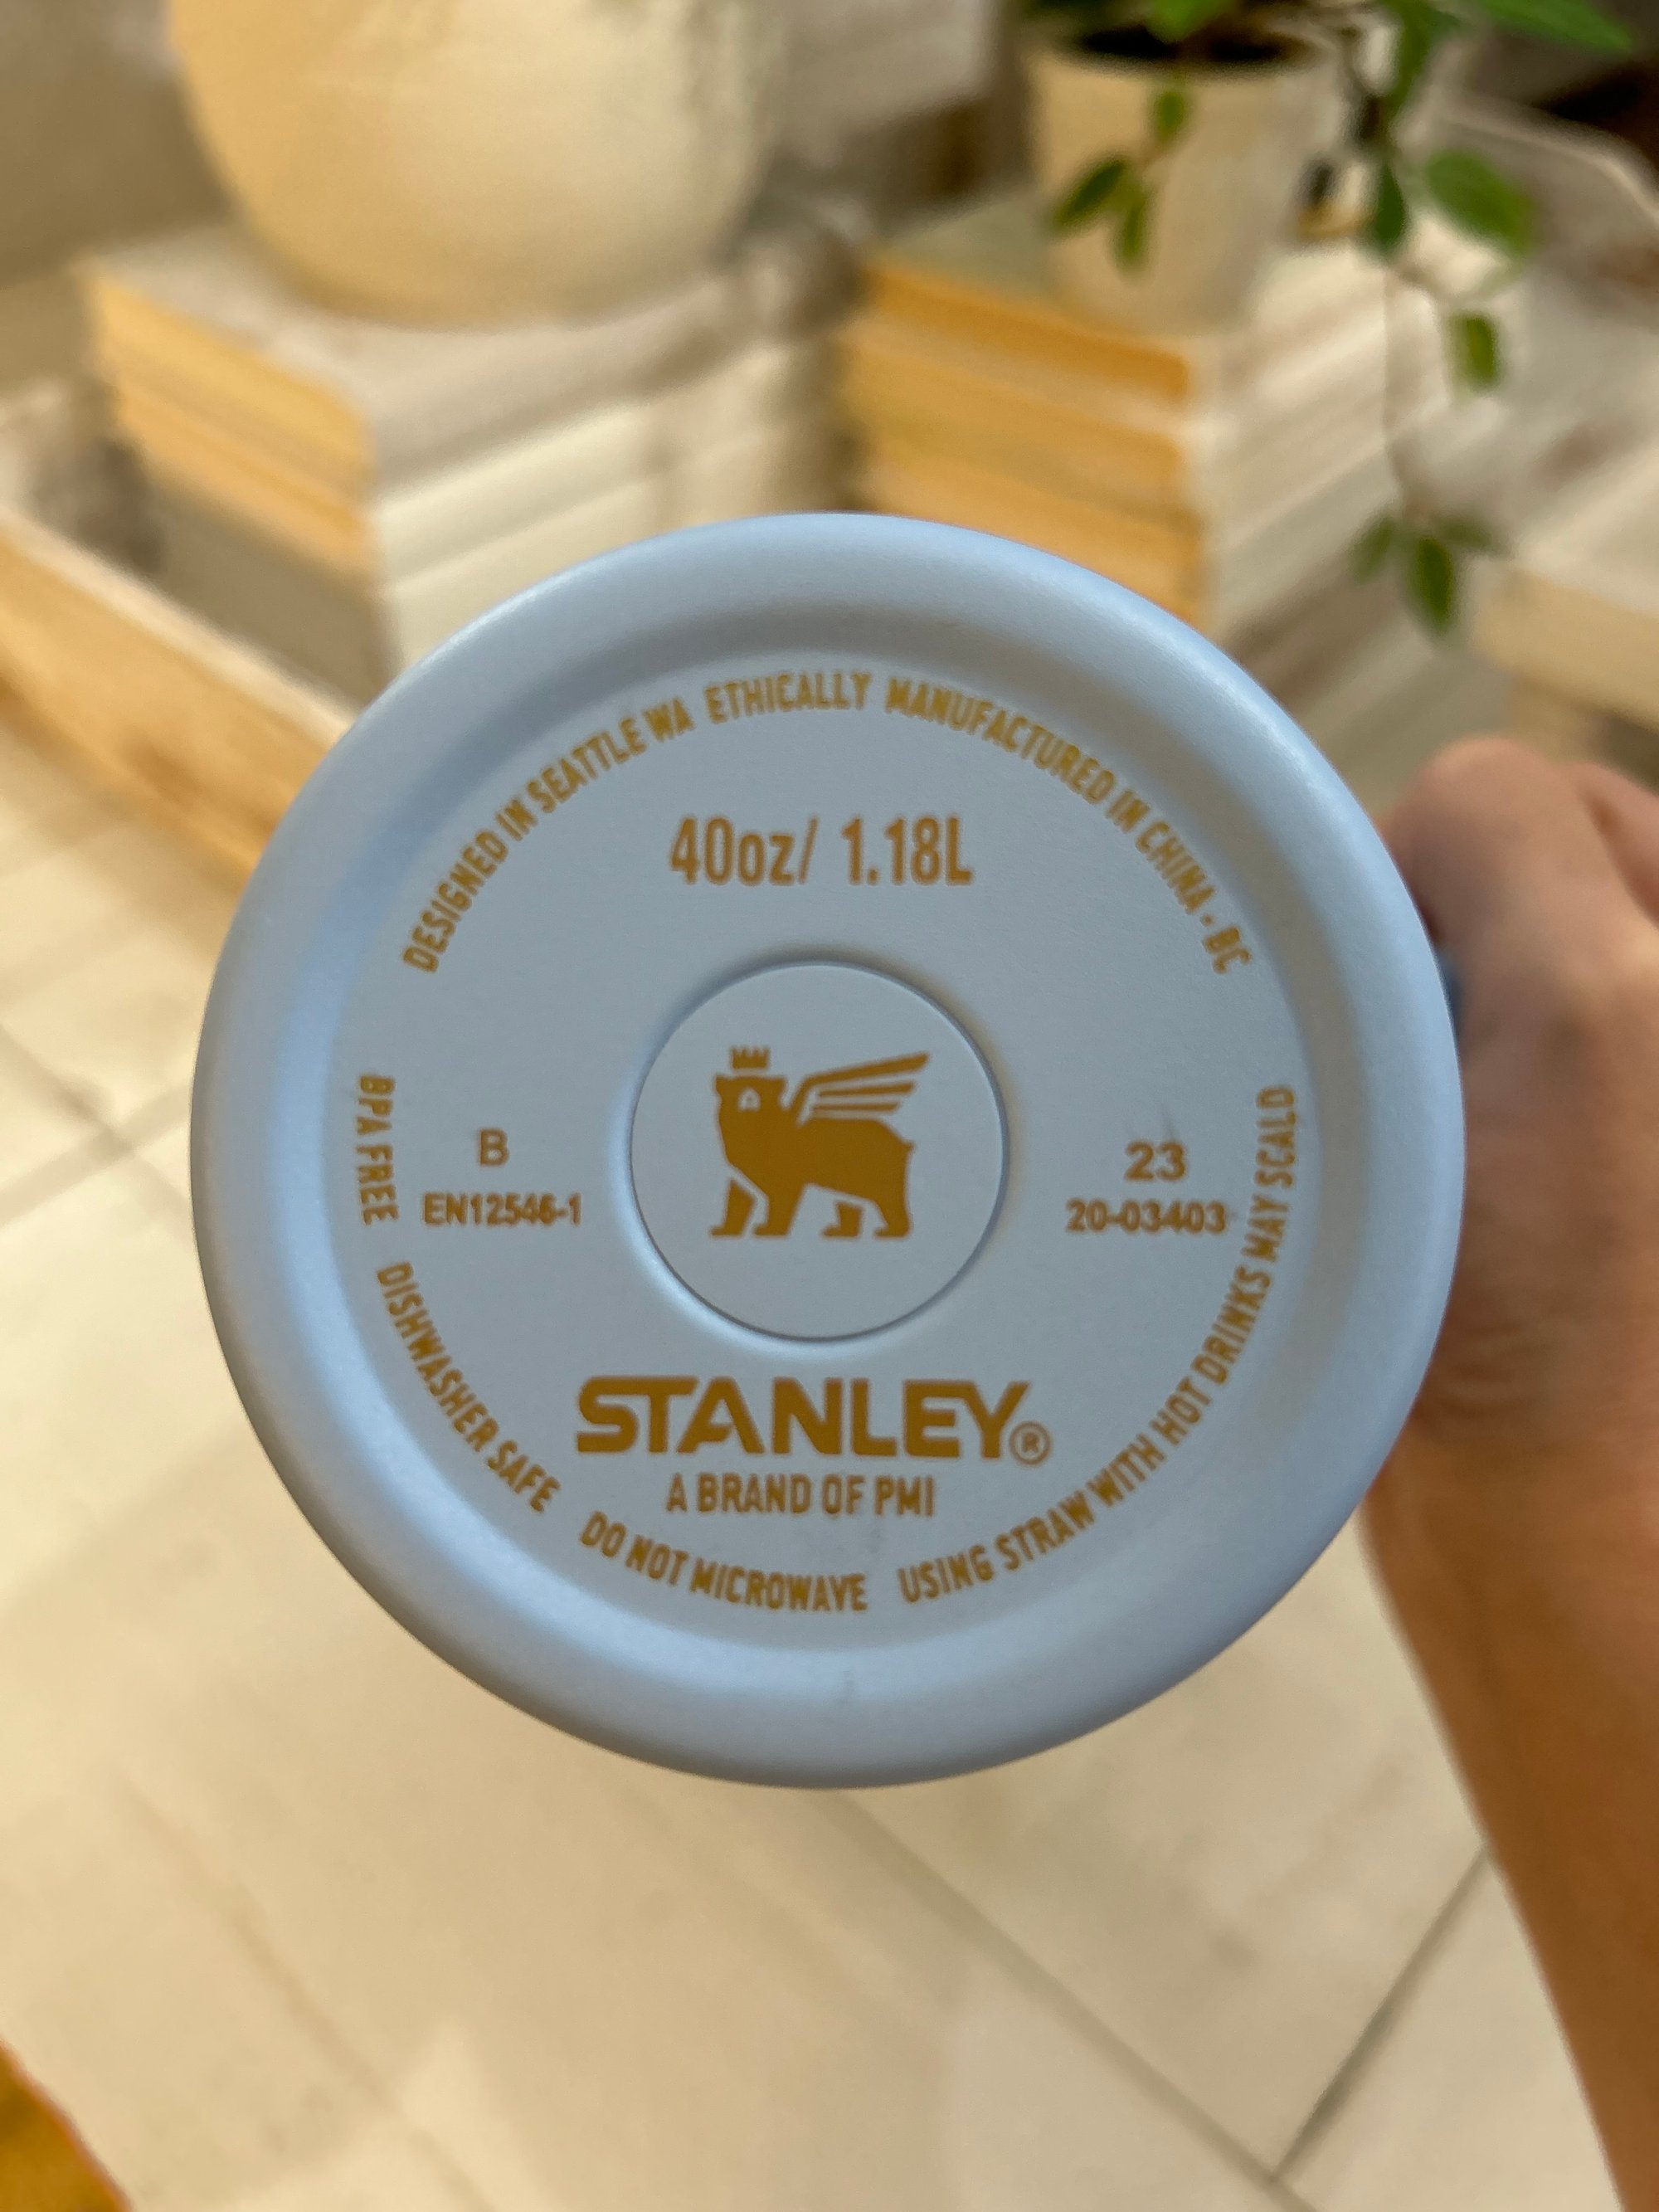 DESIGNED IN SEATTLE WA ETHICALLY MANUFACTURED IN CHINA · BC
40oz/ 1.18L
B
EN12546-1
23
20-03403
STANLEY®
A BRAND OF PMI
BPA FREE DISHWASHER SAFE DO NOT MICROWAVE USING STRAW WITH HOT DRINKS MAY SCALD